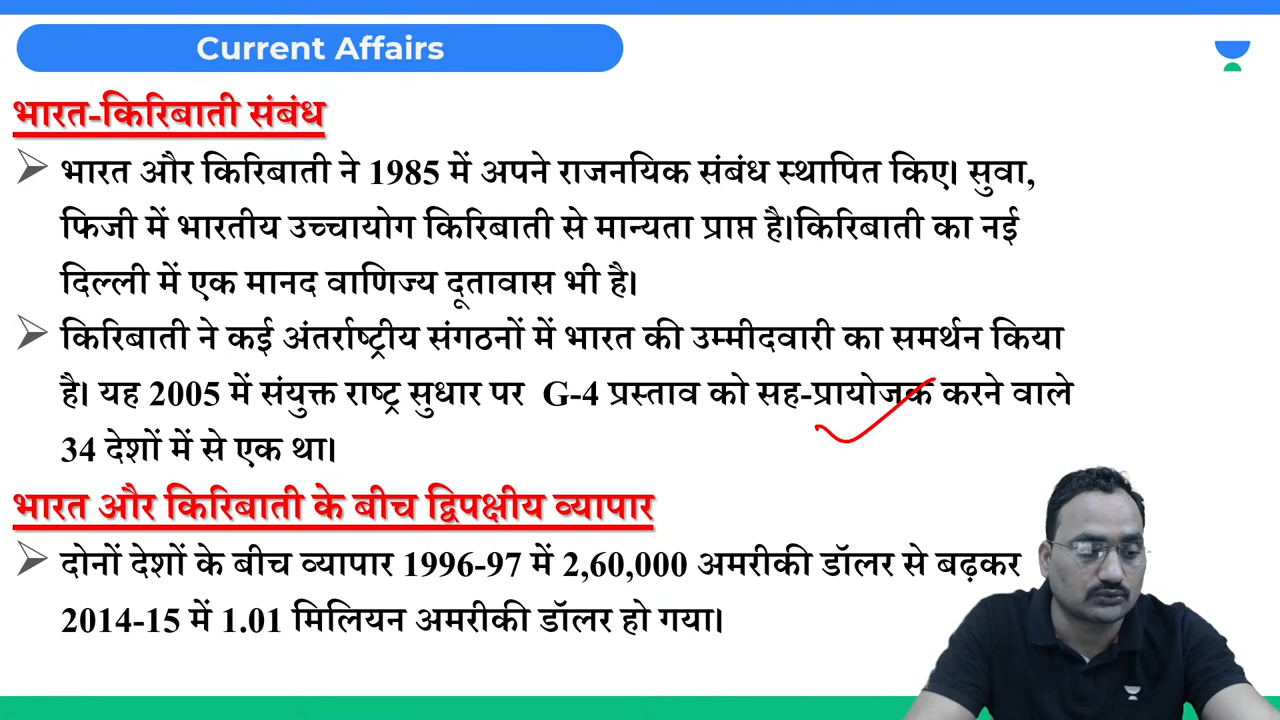 Current Affairs
भारत-किरिबाती संबंध
भारत और किरिबाती ने 1985 में अपने राजनयिक संबंध स्थापित किए। सुवा,
फिजी में भारतीय उच्चायोग किरिबाती से मान्यता प्राप्त है।किरिबाती का नई
दिल्ली में एक मानद वाणिज्य दूतावास भी है।
किरिबाती ने कई अंतर्राष्ट्रीय संगठनों में भारत की उम्मीदवारी का समर्थन किया
है। यह 2005 में संयुक्त राष्ट्र सुधार पर G-4 प्रस्ताव को सह-प्रायोजक करने वाले
34 देशों में से एक था।
भारत और किरिबाती के बीच द्विपक्षीय व्यापार
दोनों देशों के बीच व्यापार 1996-97 में 2,60,000 अमरीकी डॉलर से बढ़कर
2014-15 में 1.01 मिलियन अमरीकी डॉलर हो गया।